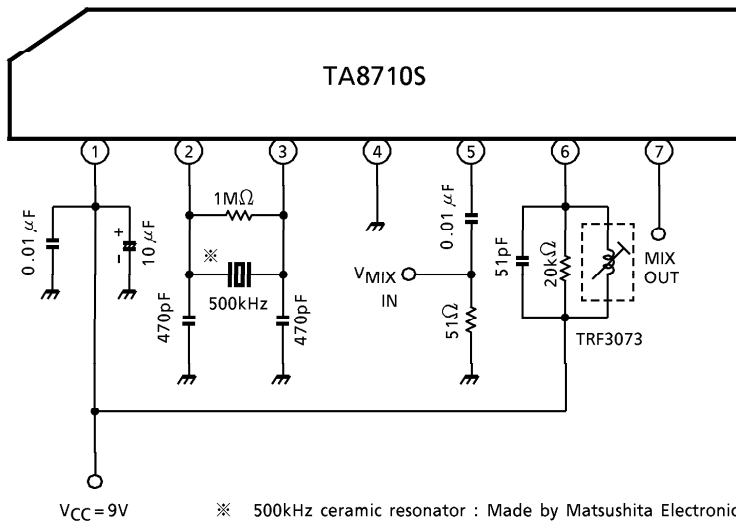 TA8710S
1 2 3 4 5 6 7
0.01 μF
+
−
10 μF
1MΩ
※
500kHz
470pF
470pF
0.01 μF
VMIX
IN
51Ω
51pF
20kΩ
TRF3073
MIX
OUT
VCC = 9V
※ 500kHz ceramic resonator : Made by Matsushita Electronic